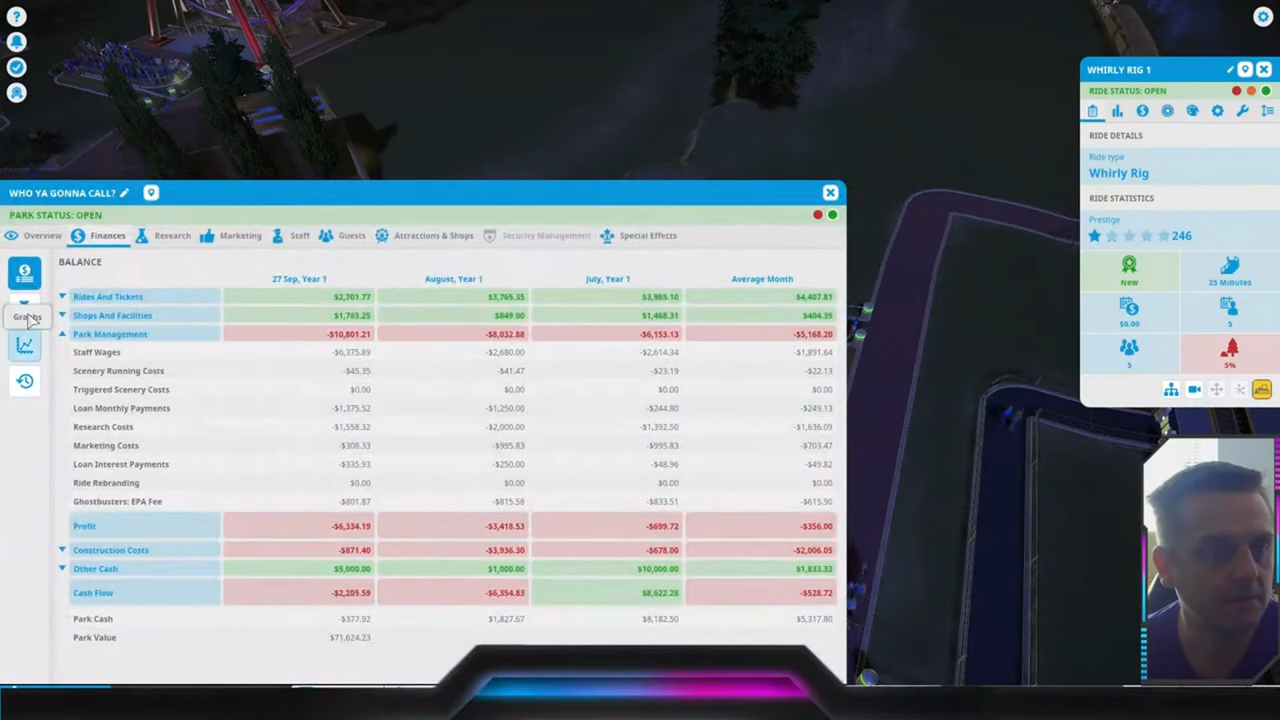 WHO YA GONNA CALL?
PARK STATUS: OPEN
Overview Finances Research Marketing Staff Guests Attractions & Shops Security Management Special Effects
BALANCE
27 Sep, Year 1 August, Year 1 July, Year 1 Average Month
Rides And Tickets $2,701.77 $3,765.35 $3,985.10 $4,407.81
Shops And Facilities $1,763.25 $849.00 $1,468.31 $404.39
Park Management -$10,801.21 -$8,032.88 -$6,153.13 -$5,168.20
Staff Wages -$6,375.89 -$2,680.00 -$2,614.34 -$1,891.64
Scenery Running Costs -$45.35 -$41.47 -$23.19 -$22.13
Triggered Scenery Costs $0.00 $0.00 $0.00 $0.00
Loan Monthly Payments -$1,375.52 -$1,250.00 -$244.80 -$249.13
Research Costs -$1,558.32 -$2,000.00 -$1,392.50 -$1,636.09
Marketing Costs -$308.33 -$995.83 -$995.83 -$703.47
Loan Interest Payments -$335.93 -$250.00 -$48.96 -$49.82
Ride Rebranding $0.00 $0.00 $0.00 $0.00
Ghostbusters: EPA Fee -$801.87 -$815.58 -$833.51 -$615.90
Profit -$6,334.19 -$3,418.53 -$699.72 -$356.00
Construction Costs -$871.40 -$3,936.30 -$678.00 -$2,006.05
Other Cash $5,000.00 $1,000.00 $10,000.00 $1,833.33
Cash Flow -$2,205.59 -$6,354.83 $8,622.28 -$528.72
Park Cash -$377.92 $1,827.67 $8,182.50 $5,317.80
Park Value $71,624.23
Graphs
WHIRLY RIG 1
RIDE STATUS: OPEN
RIDE DETAILS
Ride type
Whirly Rig
RIDE STATISTICS
Prestige
246
New 25 Minutes
$0.00 5
5 5%